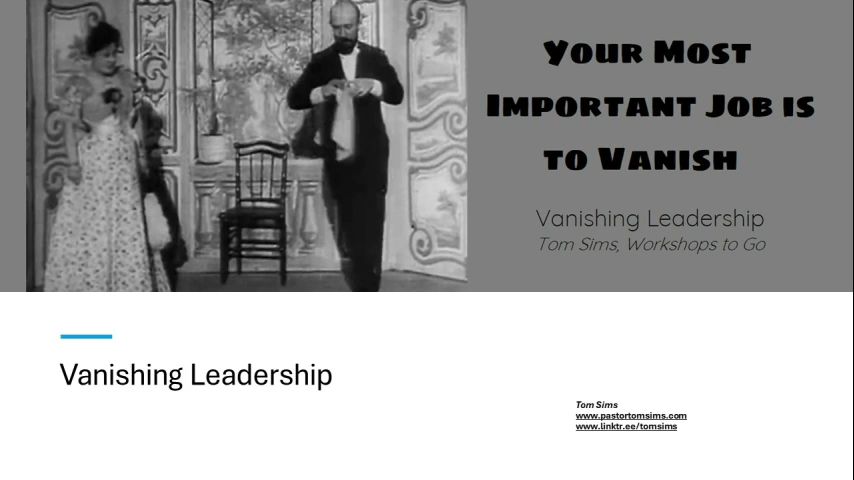 Your Most
Important Job is
to Vanish
Vanishing Leadership
Tom Sims, Workshops to Go
Vanishing Leadership
Tom Sims
www.pastortomsims.com
www.linktr.ee/tomsims